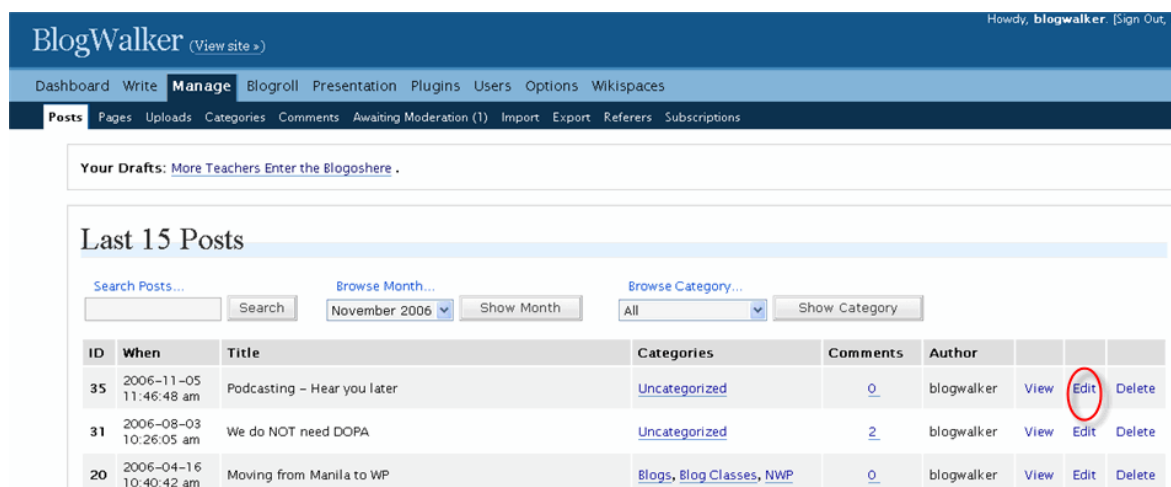 Howdy, blogwalker. [Sign Out,
BlogWalker (View site »)
Dashboard Write Manage Blogroll Presentation Plugins Users Options Wikispaces
Posts Pages Uploads Categories Comments Awaiting Moderation (1) Import Export Referers Subscriptions
Your Drafts: More Teachers Enter the Blogoshere .
Last 15 Posts
Search Posts... Browse Month... Browse Category...
Search November 2006 Show Month All Show Category
ID When Title Categories Comments Author
35 2006-11-05 11:46:48 am Podcasting - Hear you later Uncategorized 0 blogwalker View Edit Delete
31 2006-08-03 10:26:05 am We do NOT need DOPA Uncategorized 2 blogwalker View Edit Delete
20 2006-04-16 10:40:42 am Moving from Manila to WP Blogs, Blog Classes, NWP 0 blogwalker View Edit Delete